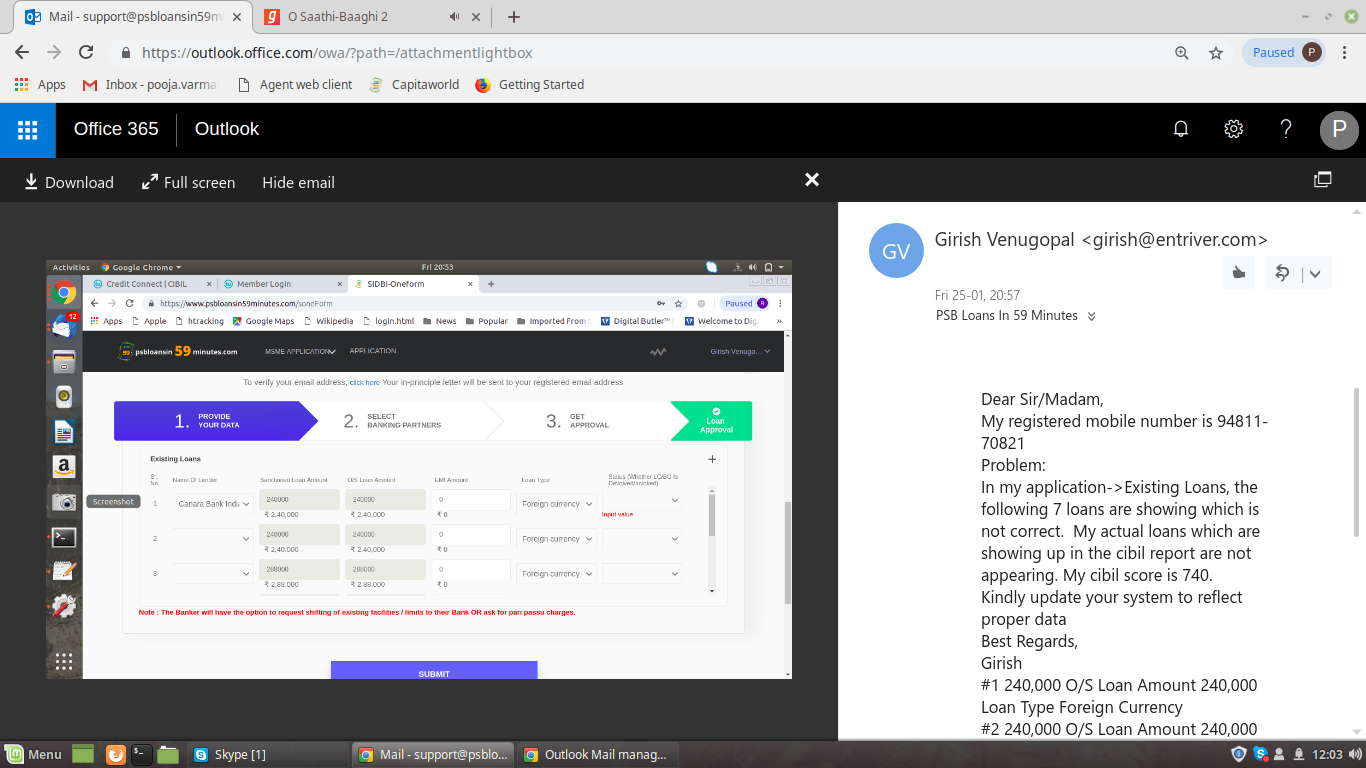 Mail - support@psbloansin59m
O Saathi-Baaghi 2
https://outlook.office.com/owa/?path=/attachmentlightbox
Paused P
Apps
Inbox - pooja.varma
Agent web client
Capitaworld
Getting Started
Office 365
Outlook
P
Download
Full screen
Hide email
GV
Girish Venugopal <girish@entriver.com>
Fri 25-01, 20:57
PSB Loans In 59 Minutes
Activities
Google Chrome
Fri 20:53
Credit Connect | CIBIL
Member Login
SIDBI-Oneform
https://www.psbloansin59minutes.com/soneForm
Paused
Apps
Apple
htracking
Google Maps
Wikipedia
login.html
News
Popular
Imported From
Digital Butler™
Welcome to Dig
12
psbloansin 59 minutes.com
MSME APPLICATION
APPLICATION
Girish Venugo...
To verify your email address, click here Your in-principle letter will be sent to your registered email address
1. PROVIDE YOUR DATA
2. SELECT BANKING PARTNERS
3. GET APPROVAL
Loan Approval
Existing Loans
Sr. No.
Name Of Lender
Sanctioned Loan Amount
O/S Loan Amount
EMI Amount
Loan Type
Status (Whether LC/BG Is Devolved/Invoked)
1 Canara Bank Indu 240000 240000 0 Foreign currency
₹ 2,40,000 ₹ 2,40,000 ₹ 0 Input value
2 240000 240000 0 Foreign currency
₹ 2,40,000 ₹ 2,40,000 ₹ 0
3 288000 288000 0 Foreign currency
₹ 2,88,000 ₹ 2,88,000 ₹ 0
Note : The Banker will have the option to request shifting of existing facilities / limits to their Bank OR ask for pari passu charges.
SUBMIT
Screenshot
Dear Sir/Madam,
My registered mobile number is 94811-
70821
Problem:
In my application->Existing Loans, the
following 7 loans are showing which is
not correct. My actual loans which are
showing up in the cibil report are not
appearing. My cibil score is 740.
Kindly update your system to reflect
proper data
Best Regards,
Girish
#1 240,000 O/S Loan Amount 240,000
Loan Type Foreign Currency
#2 240,000 O/S Loan Amount 240,000
Menu
Skype [1]
Mail - support@psblo...
Outlook Mail manag...
12:03